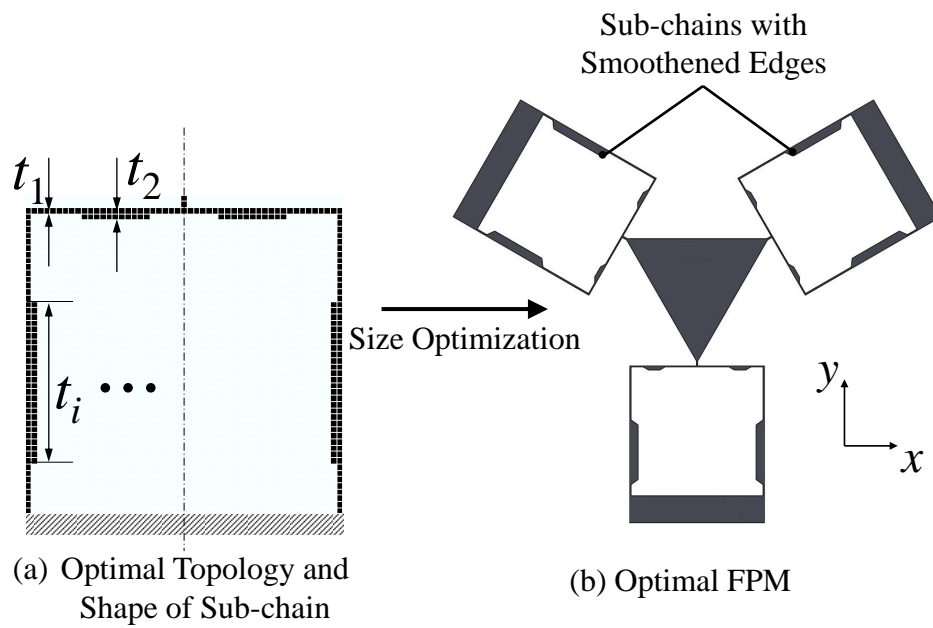 Sub-chains with
Smoothened Edges
t1
t2
ti
Size Optimization
y
x
(a) Optimal Topology and
Shape of Sub-chain
(b) Optimal FPM